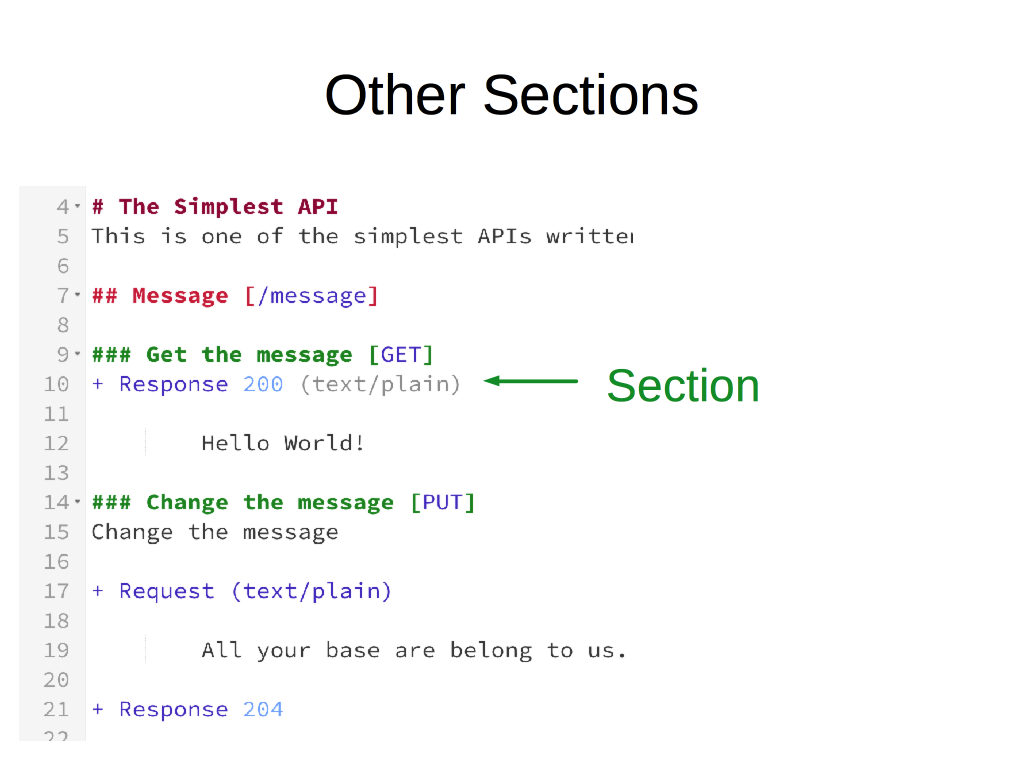 Other Sections
4 # The Simplest API
5 This is one of the simplest APIs written
6
7 ## Message [/message]
8
9 ### Get the message [GET]
10 + Response 200 (text/plain)
Section
11
12 Hello World!
13
14 ### Change the message [PUT]
15 Change the message
16
17 + Request (text/plain)
18
19 All your base are belong to us.
20
21 + Response 204
22